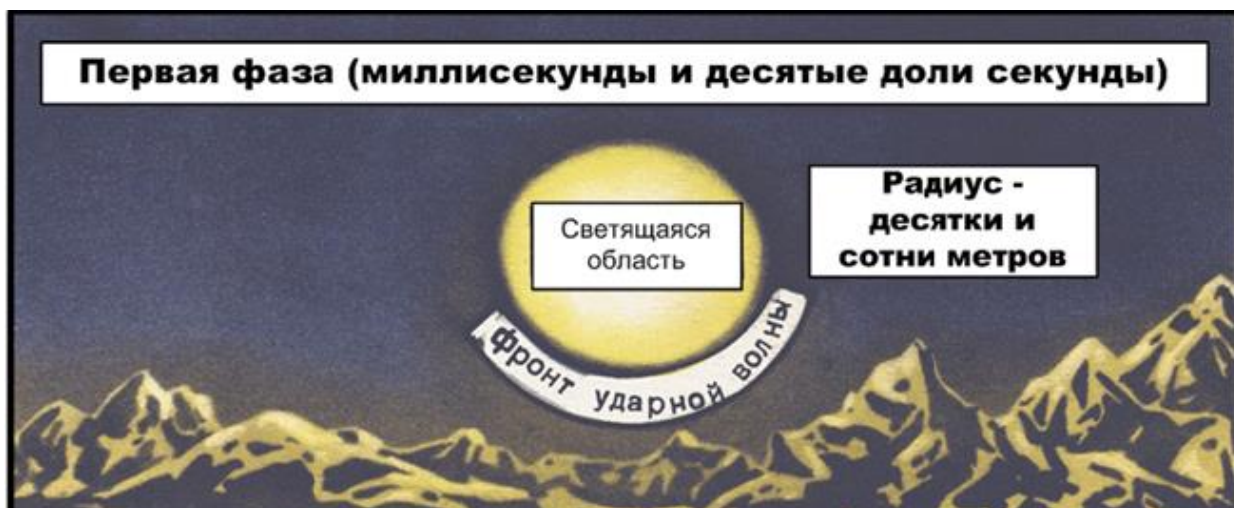 Первая фаза (миллисекунды и десятые доли секунды)
Светящаяся
область
Радиус -
десятки и
сотни метров
фронт ударной волны